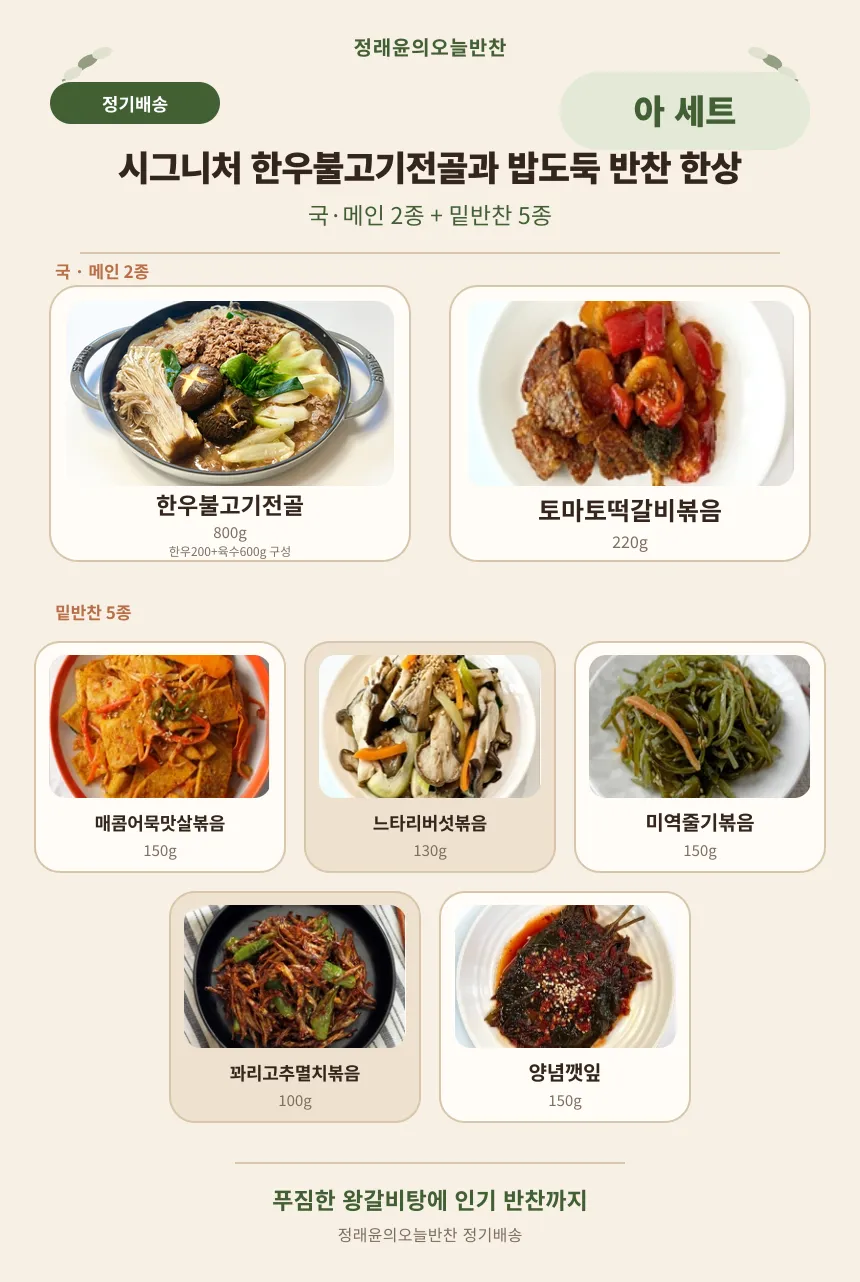 정래윤의오늘반찬
정기배송
아 세트
시그니처 한우불고기전골과 밥도둑 반찬 한상
국·메인 2종 + 밑반찬 5종
국 · 메인 2종
STAUB
STAUB
한우불고기전골
800g
한우200+육수600g 구성
토마토떡갈비볶음
220g
밑반찬 5종
매콤어묵맛살볶음
150g
느타리버섯볶음
130g
미역줄기볶음
150g
꽈리고추멸치볶음
100g
양념깻잎
150g
푸짐한 왕갈비탕에 인기 반찬까지
정래윤의오늘반찬 정기배송